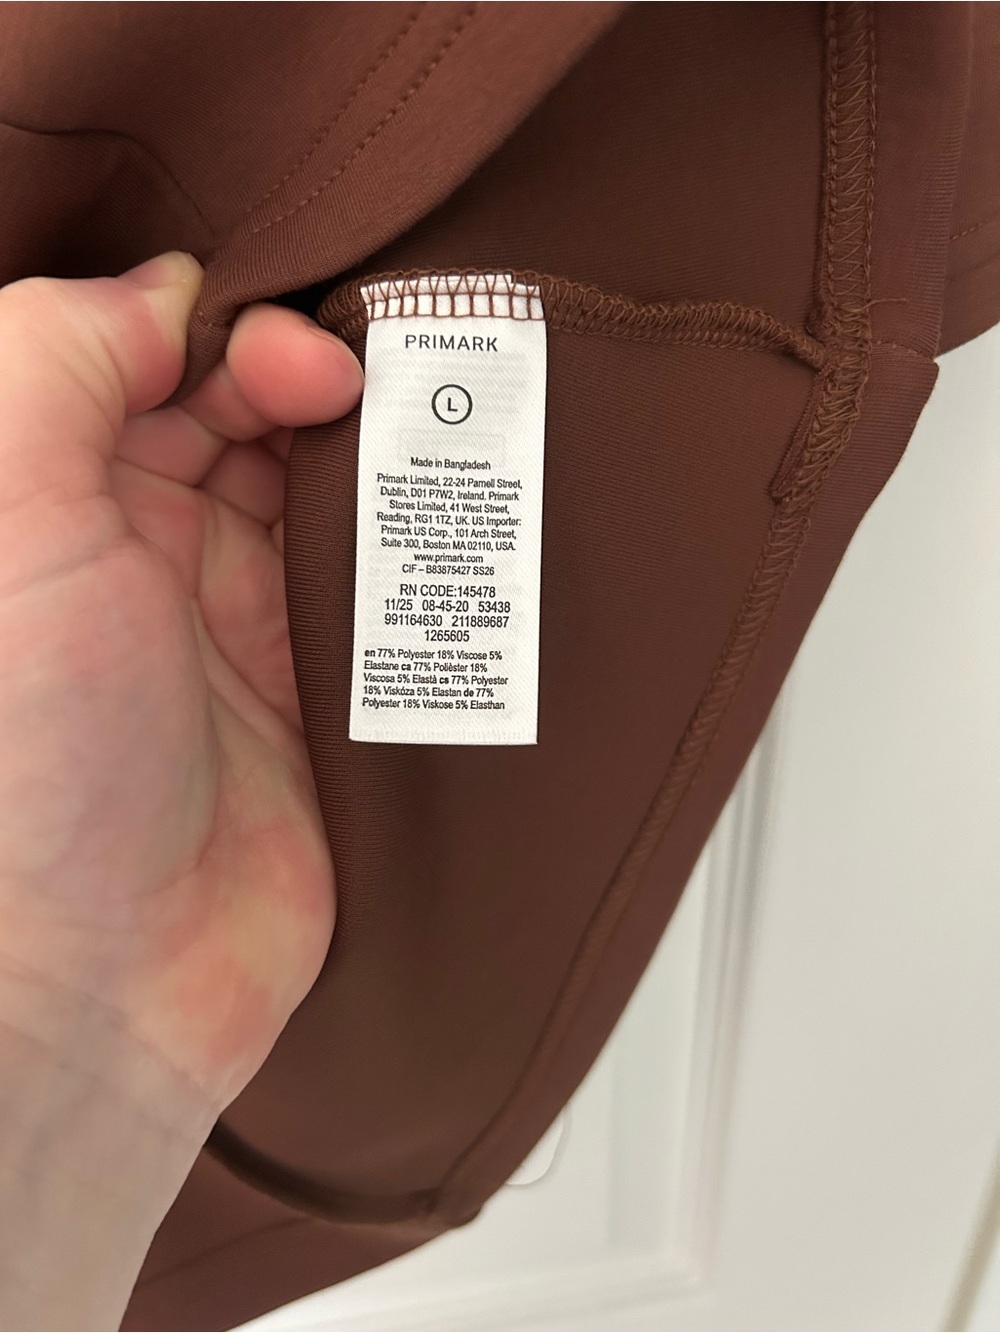 PRIMARK
L
Made in Bangladesh
Primark Limited, 22-24 Parnell Street,
Dublin, D01 P7W2, Ireland. Primark
Stores Limited, 41 West Street,
Reading, RG1 1TZ, UK. US Importer:
Primark US Corp., 101 Arch Street,
Suite 300, Boston MA 02110, USA.
www.primark.com
CIF – B83875427 SS26
RN CODE:145478
11/25 08-45-20 53438
991164630 211889687
1265605
en 77% Polyester 18% Viscose 5%
Elastane ca 77% Polièster 18%
Viscosa 5% Elastà cs 77% Polyester
18% Viskóza 5% Elastan de 77%
Polyester 18% Viskose 5% Elasthan